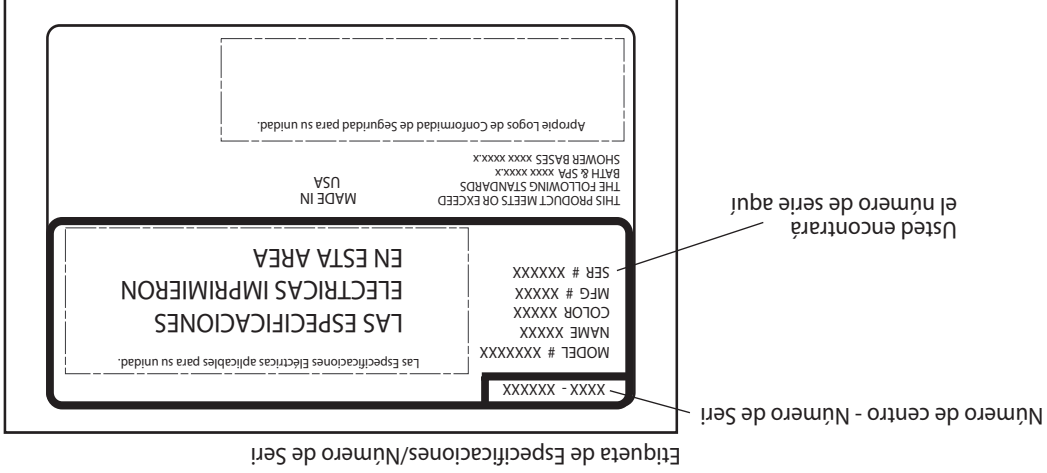 Etiqueta de Especificaciones/Número de Seri
Número de centro - Número de Seri
XXXX - XXXXXX
MODEL # XXXXXXX
NAME XXXXX
COLOR XXXXX
MFG # XXXXX
SER # XXXXXX
Las Especificaciones Eléctricas aplicables para su unidad.
LAS ESPECIFICACIONES
ELECTRICAS IMPRIMIERON
EN ESTA AREA
Usted encontrará
el número de serie aquí
THIS PRODUCT MEETS OR EXCEED
THE FOLLOWING STANDARDS
BATH & SPA xxxx xxxx.x
SHOWER BASES xxxx xxxx.x
MADE IN
USA
Apropie Logos de Conformidad de Seguridad para su unidad.